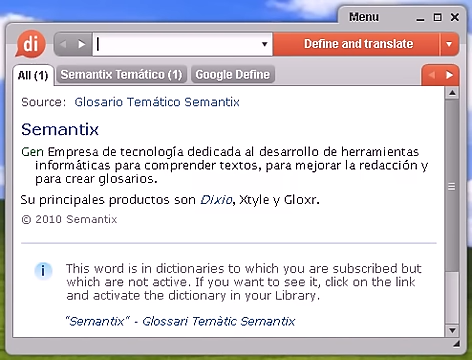 Menu
di
Define and translate
All (1)
Semantix Temático (1)
Google Define
Source: Glosario Temático Semantix
Semantix
Gen Empresa de tecnología dedicada al desarrollo de herramientas
informáticas para comprender textos, para mejorar la redacción y
para crear glosarios.
Su principales productos son Dixio, Xtyle y Gloxr.
© 2010 Semantix
i
This word is in dictionaries to which you are subscribed but
which are not active. If you want to see it, click on the link
and activate the dictionary in your Library.
"Semantix" - Glossari Temàtic Semantix